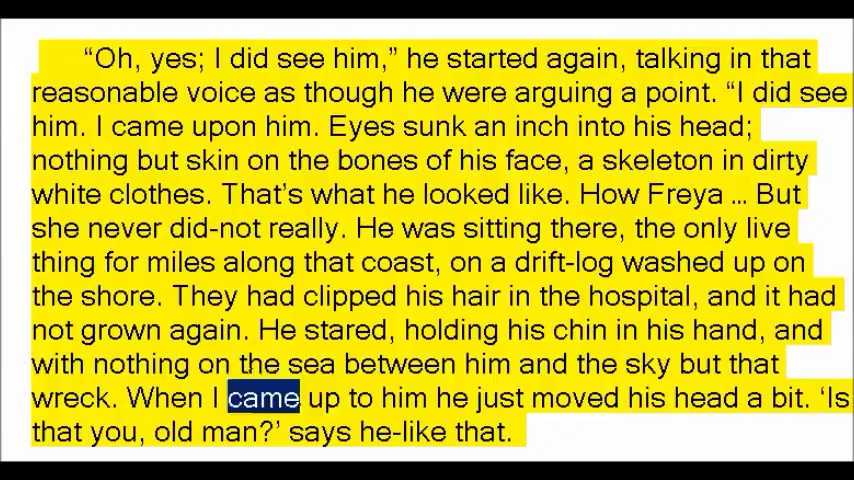 “Oh, yes; I did see him,” he started again, talking in that
reasonable voice as though he were arguing a point. “I did see
him. I came upon him. Eyes sunk an inch into his head;
nothing but skin on the bones of his face, a skeleton in dirty
white clothes. That’s what he looked like. How Freya ... But
she never did-not really. He was sitting there, the only live
thing for miles along that coast, on a drift-log washed up on
the shore. They had clipped his hair in the hospital, and it had
not grown again. He stared, holding his chin in his hand, and
with nothing on the sea between him and the sky but that
wreck. When I came up to him he just moved his head a bit. ‘Is
that you, old man?’ says he-like that.